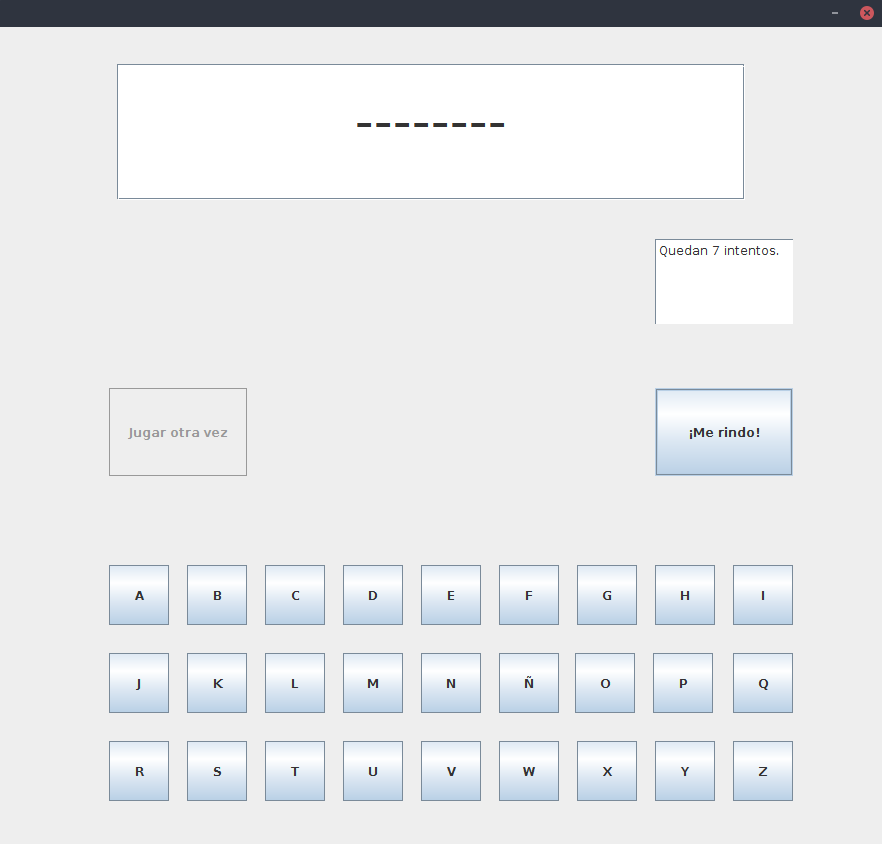 --------
Quedan 7 intentos.
Jugar otra vez
¡Me rindo!
A B C D E F G H I
J K L M N Ñ O P Q
R S T U V W X Y Z